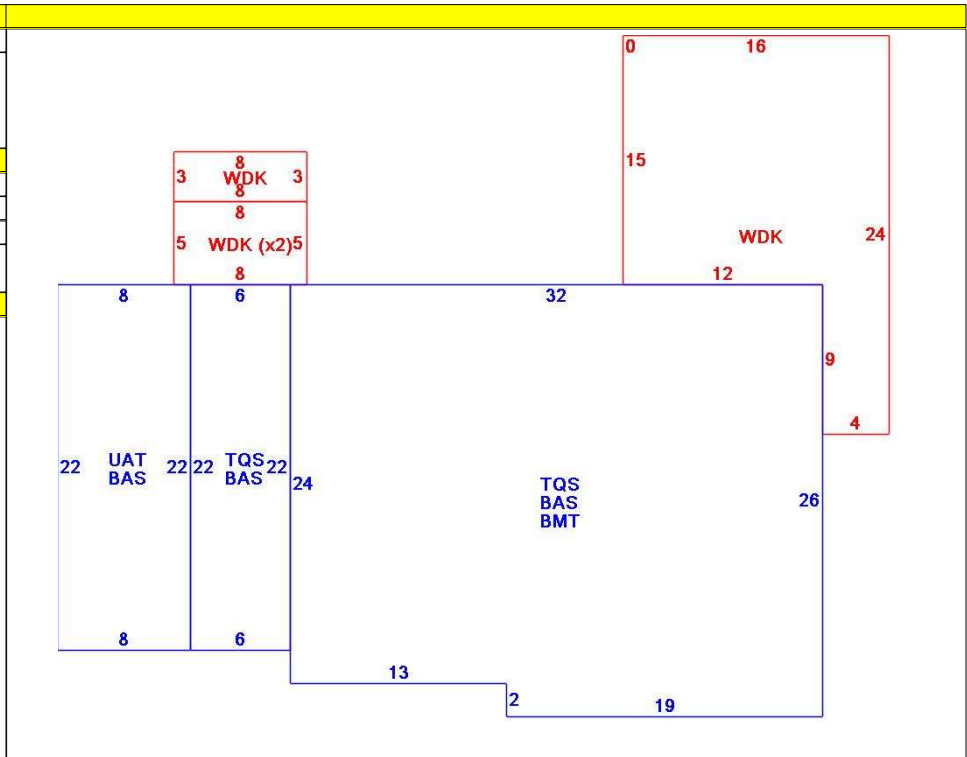 0 16
15
8
3 WDK 3
8
8
5 WDK (x2) 5
8
WDK 24
12
8 6 32
9
4
22 UAT 22 22 TQS 22
BAS BAS
24
TQS
BAS
BMT
26
8 6
13
2
19